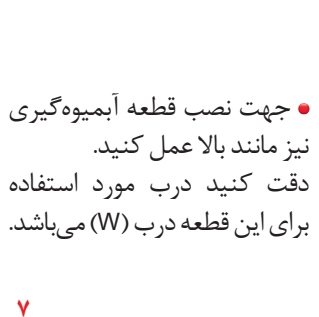 ● جهت نصب قطعه آبمیوه‌گیری
نیز مانند بالا عمل کنید.
دقت کنید درب مورد استفاده
برای این قطعه درب (W) می‌باشد.
۷